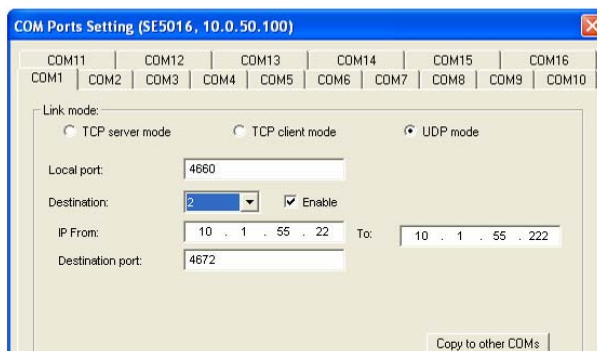 COM Ports Setting (SE5016, 10.0.50.100)
COM11 COM12 COM13 COM14 COM15 COM16
COM1 COM2 COM3 COM4 COM5 COM6 COM7 COM8 COM9 COM10
Link mode:
TCP server mode TCP client mode UDP mode
Local port: 4660
Destination: 2 Enable
IP From: 10 . 1 . 55 . 22 To: 10 . 1 . 55 . 222
Destination port: 4672
Copy to other COMs